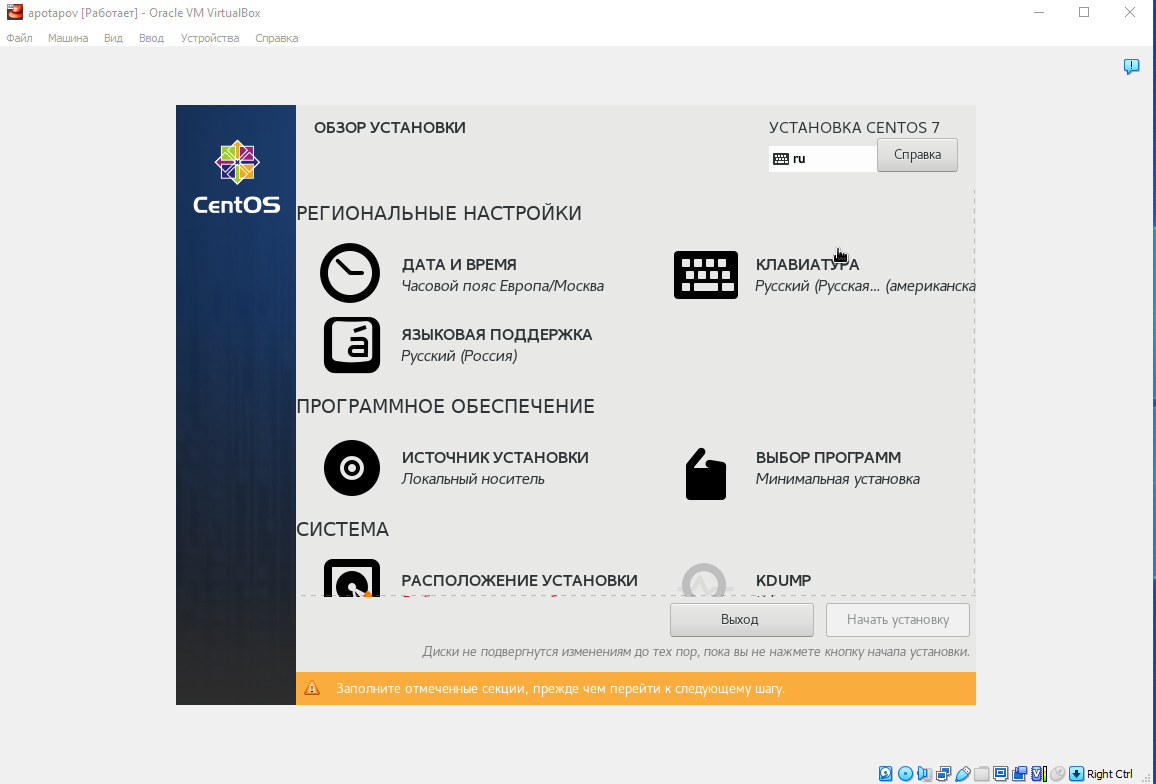 apotapov [Работает] - Oracle VM VirtualBox
Файл Машина Вид Ввод Устройства Справка
CentOS
ОБЗОР УСТАНОВКИ
УСТАНОВКА CENTOS 7
ru
Справка
РЕГИОНАЛЬНЫЕ НАСТРОЙКИ
ДАТА И ВРЕМЯ
Часовой пояс Европа/Москва
КЛАВИАТУРА
Русский (Русская... (американска
á
ЯЗЫКОВАЯ ПОДДЕРЖКА
Русский (Россия)
ПРОГРАММНОЕ ОБЕСПЕЧЕНИЕ
ИСТОЧНИК УСТАНОВКИ
Локальный носитель
ВЫБОР ПРОГРАММ
Минимальная установка
СИСТЕМА
РАСПОЛОЖЕНИЕ УСТАНОВКИ
KDUMP
Выход
Начать установку
Диски не подвергнутся изменениям до тех пор, пока вы не нажмете кнопку начала установки.
Заполните отмеченные секции, прежде чем перейти к следующему шагу.
Right Ctrl